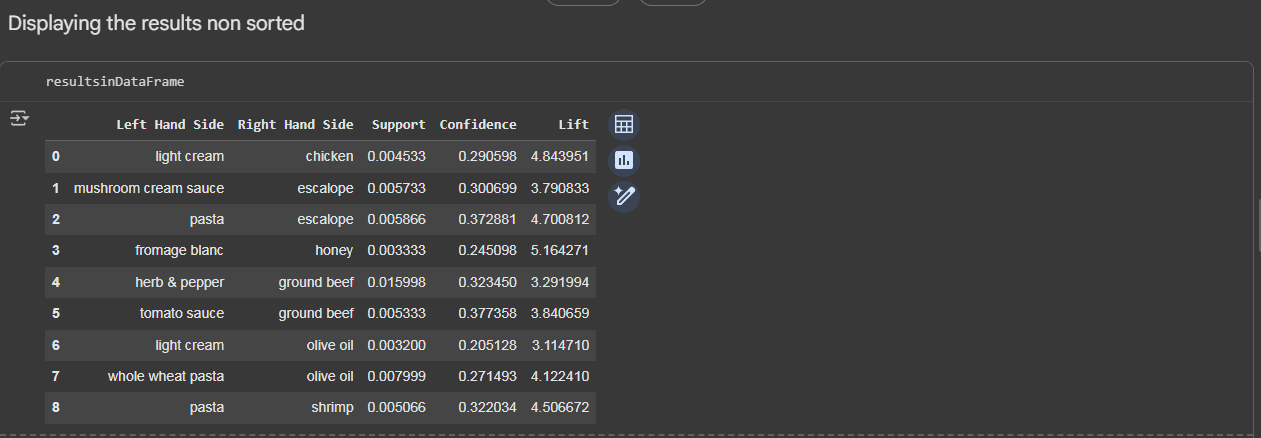 Displaying the results non sorted
resultsinDataFrame
Left Hand Side Right Hand Side Support Confidence Lift
0 light cream chicken 0.004533 0.290598 4.843951
1 mushroom cream sauce escalope 0.005733 0.300699 3.790833
2 pasta escalope 0.005866 0.372881 4.700812
3 fromage blanc honey 0.003333 0.245098 5.164271
4 herb & pepper ground beef 0.015998 0.323450 3.291994
5 tomato sauce ground beef 0.005333 0.377358 3.840659
6 light cream olive oil 0.003200 0.205128 3.114710
7 whole wheat pasta olive oil 0.007999 0.271493 4.122410
8 pasta shrimp 0.005066 0.322034 4.506672